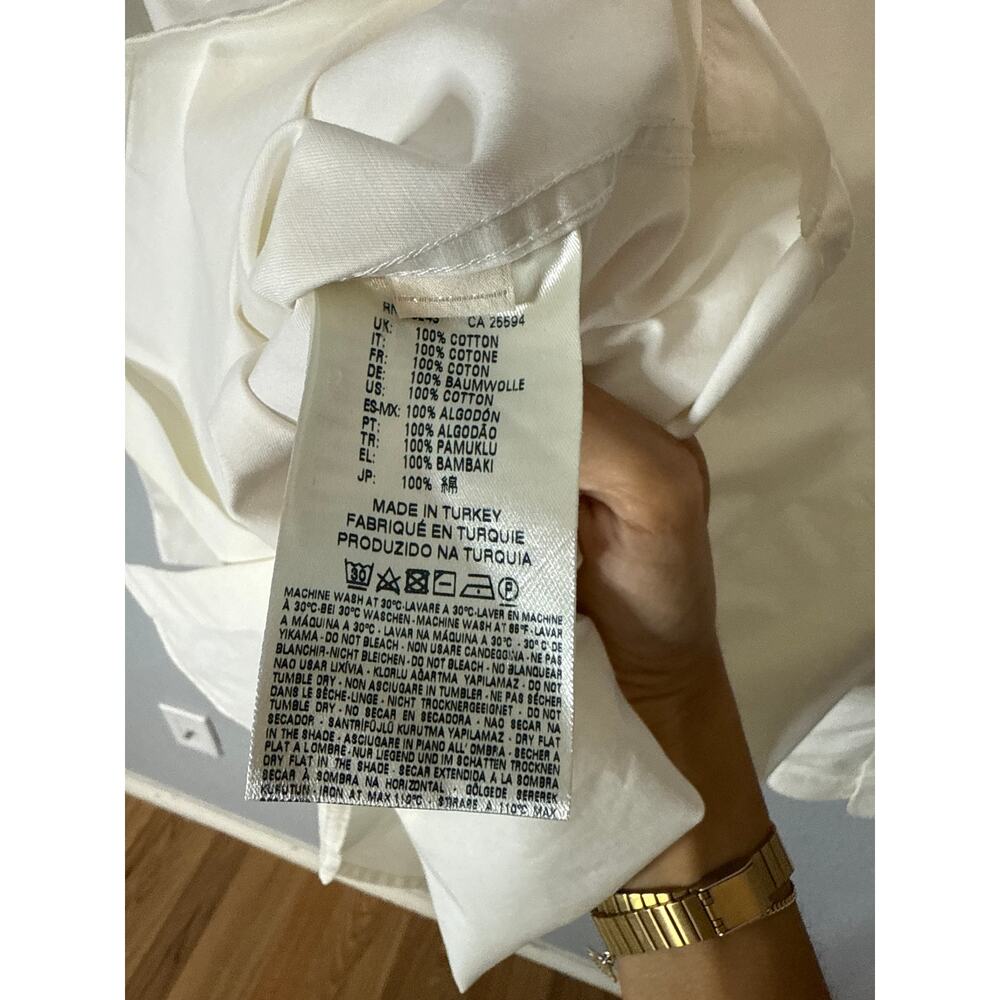 CA 25594
UK: 100% COTTON
IT: 100% COTONE
FR: 100% COTON
DE: 100% BAUMWOLLE
US: 100% COTTON
ES-MX: 100% ALGODÓN
PT: 100% ALGODÃO
TR: 100% PAMUKLU
EL: 100% BAMBAKI
JP: 100% 綿
MADE IN TURKEY
FABRIQUÉ EN TURQUIE
PRODUZIDO NA TURQUIA
30 P
MACHINE WASH AT 30°C-LAVARE A 30°C-LAVER EN MACHINE
À 30°C-BEI 30°C WASCHEN - MACHINE WASH AT 86°F - LAVAR
A MÁQUINA A 30°C - LAVAR NA MÁQUINA A 30°C - 30°C DE
YIKAMA - DO NOT BLEACH - NON USARE CANDEGGINA - NE PAS
BLANCHIR-NICHT BLEICHEN - DO NOT BLEACH - NO BLANQUEAR
NAO USAR LIXÍVIA - KLORLU AĞARTMA YAPILAMAZ - DO NOT
TUMBLE DRY - NON ASCIUGARE IN TUMBLER - NE PAS SÉCHER
DANS LE SÈCHE-LINGE - NICHT TROCKNERGEEIGNET - DO NOT
TUMBLE DRY - NO SECAR EN SECADORA - NAO SECAR NA
SECADOR - SANTRİFÜJLÜ KURUTMA YAPILAMAZ - DRY FLAT
IN THE SHADE - ASCIUGARE IN PIANO ALL'OMBRA - SECHER A
PLAT A L'OMBRE-NUR LIEGEND UND IM SCHATTEN TROCKNEN
DRY FLAT IN THE SHADE - SECAR EXTENDIDA À LA SOMBRA
SECAR À SOMBRA NA HORIZONTAL - GÖLGEDE SEREREK
KURUTUN IRON AT MAX 110°C - STIRARE A 110°C MAX